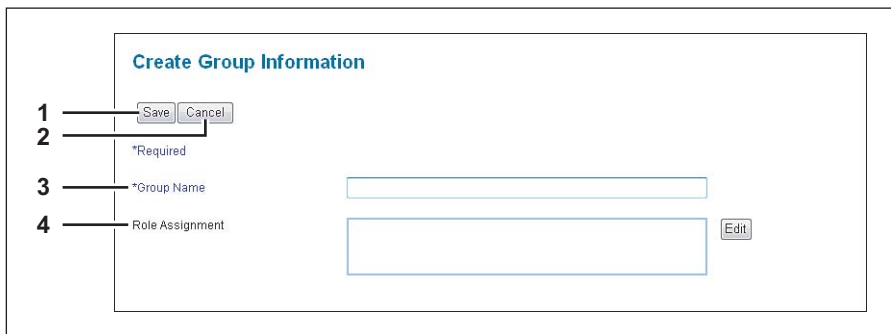 Create Group Information
1 Save Cancel
2
*Required
3 *Group Name
4 Role Assignment Edit